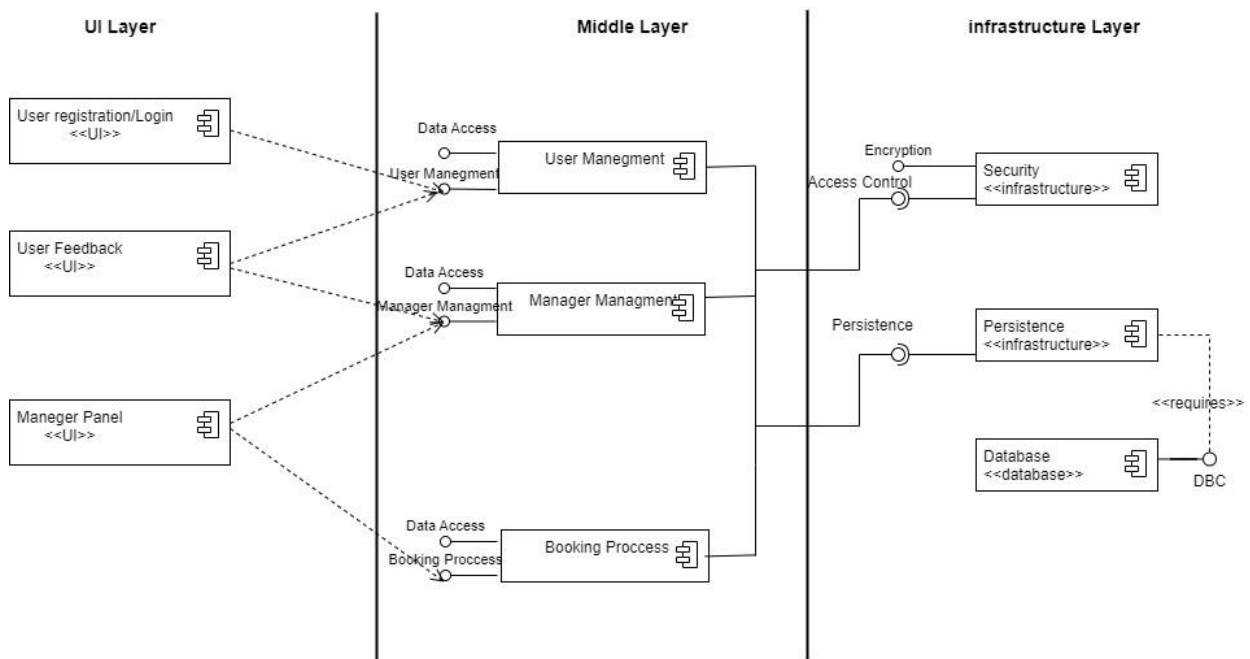 UI Layer
Middle Layer
infrastructure Layer
User registration/Login
<<UI>>
User Feedback
<<UI>>
Maneger Panel
<<UI>>
Data Access
User Managment
User Managment
Data Access
Manager Managment
Manager Managment
Data Access
Booking Proccess
Booking Proccess
Encryption
Access Control
Security
<<infrastructure>>
Persistence
Persistence
<<infrastructure>>
<<requires>>
Database
<<database>>
DBC